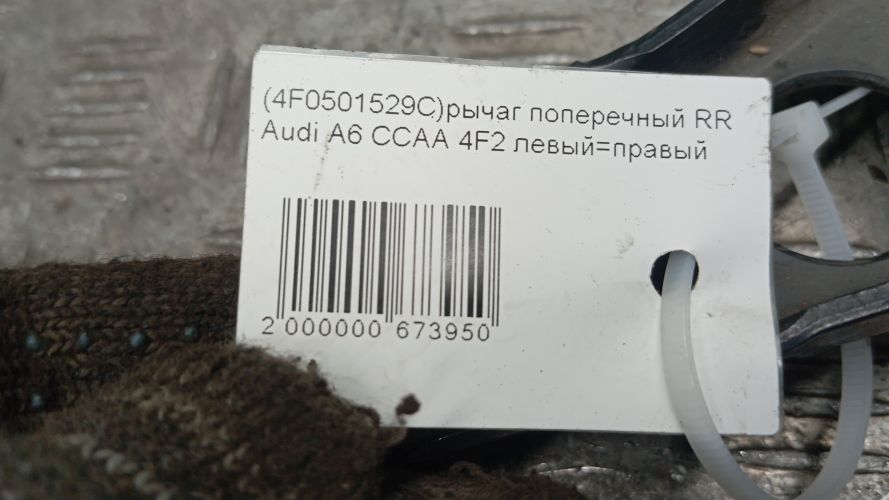 (4F0501529C)рычаг поперечный RR
Audi A6 CCAA 4F2 левый=правый
2 000000 673950